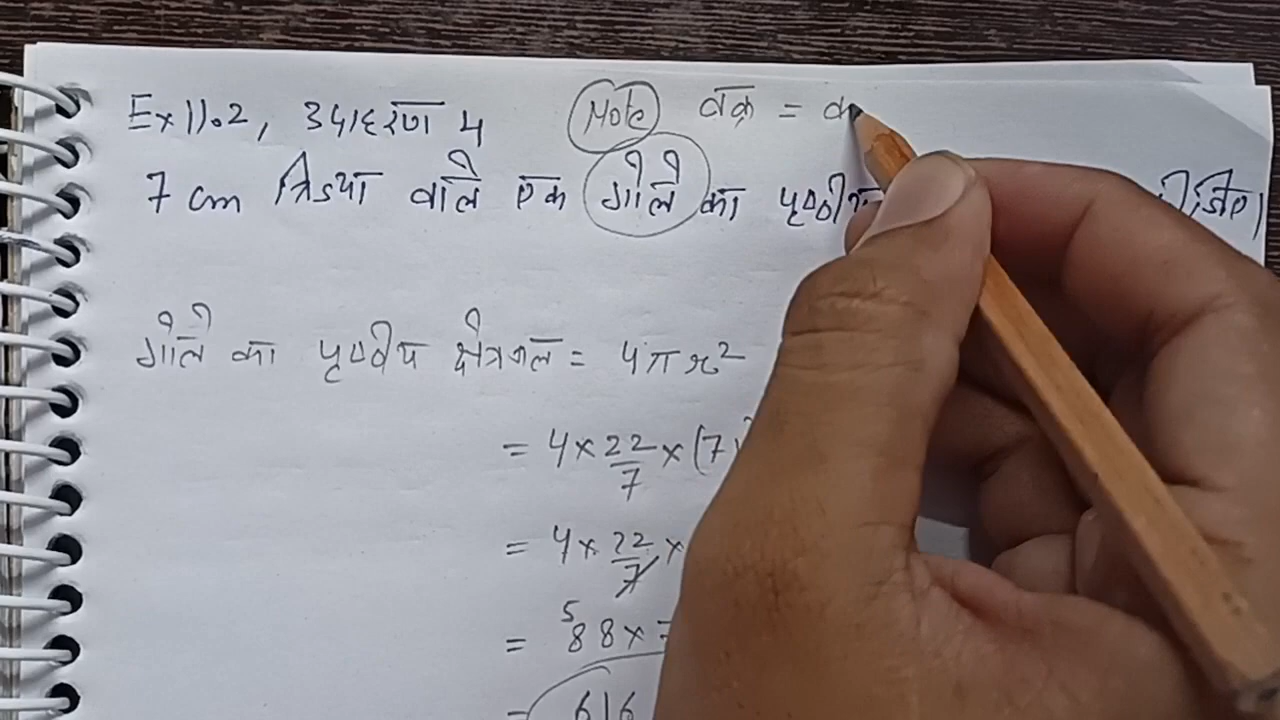 Ex 11.2, उदाहरण 4 Note वक्र =
7 cm त्रिज्या वाले एक गोले का
गोले का पृष्ठीय क्षेत्रफल = 4πr²
= 4 × 22/7 × (7)
= 4 × 22/7 ×
= 88 ×
= 616